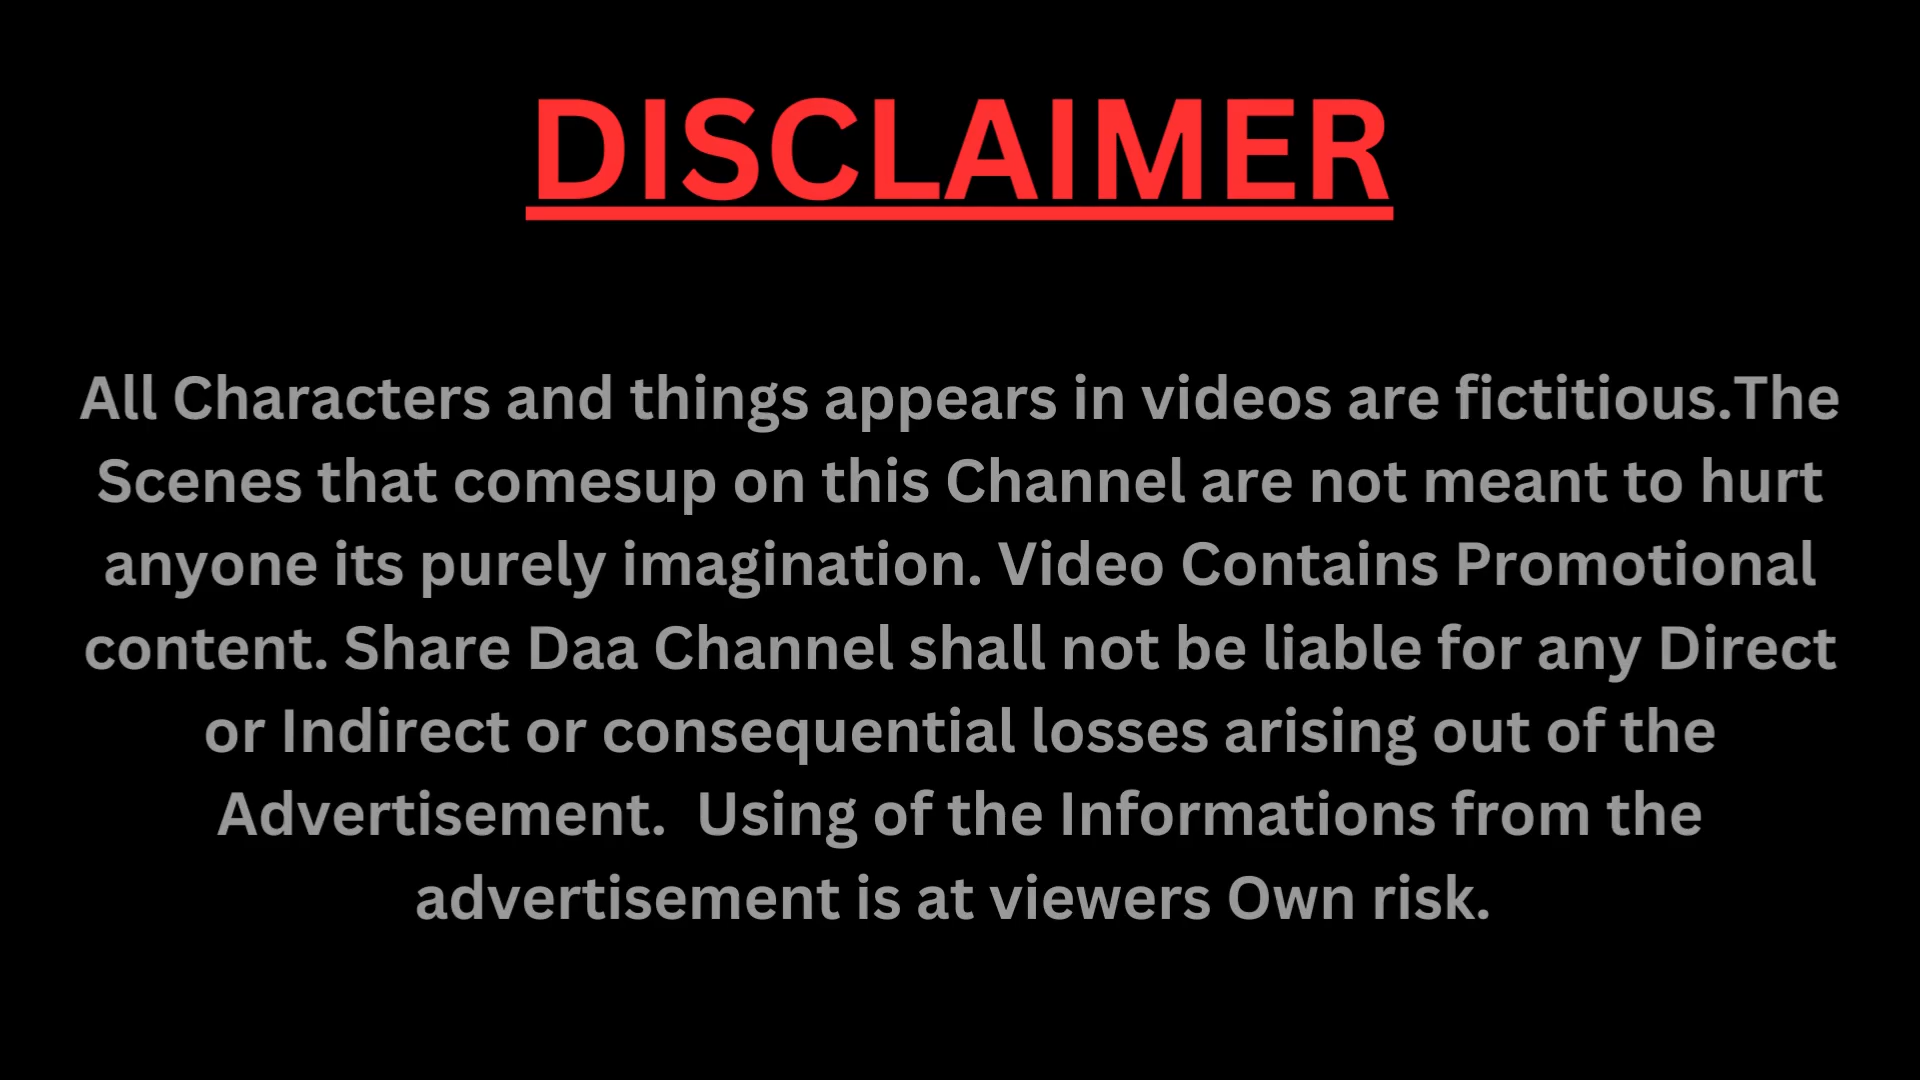 DISCLAIMER
All Characters and things appears in videos are fictitious.The
Scenes that comesup on this Channel are not meant to hurt
anyone its purely imagination. Video Contains Promotional
content. Share Daa Channel shall not be liable for any Direct
or Indirect or consequential losses arising out of the
Advertisement.  Using of the Informations from the
advertisement is at viewers Own risk.